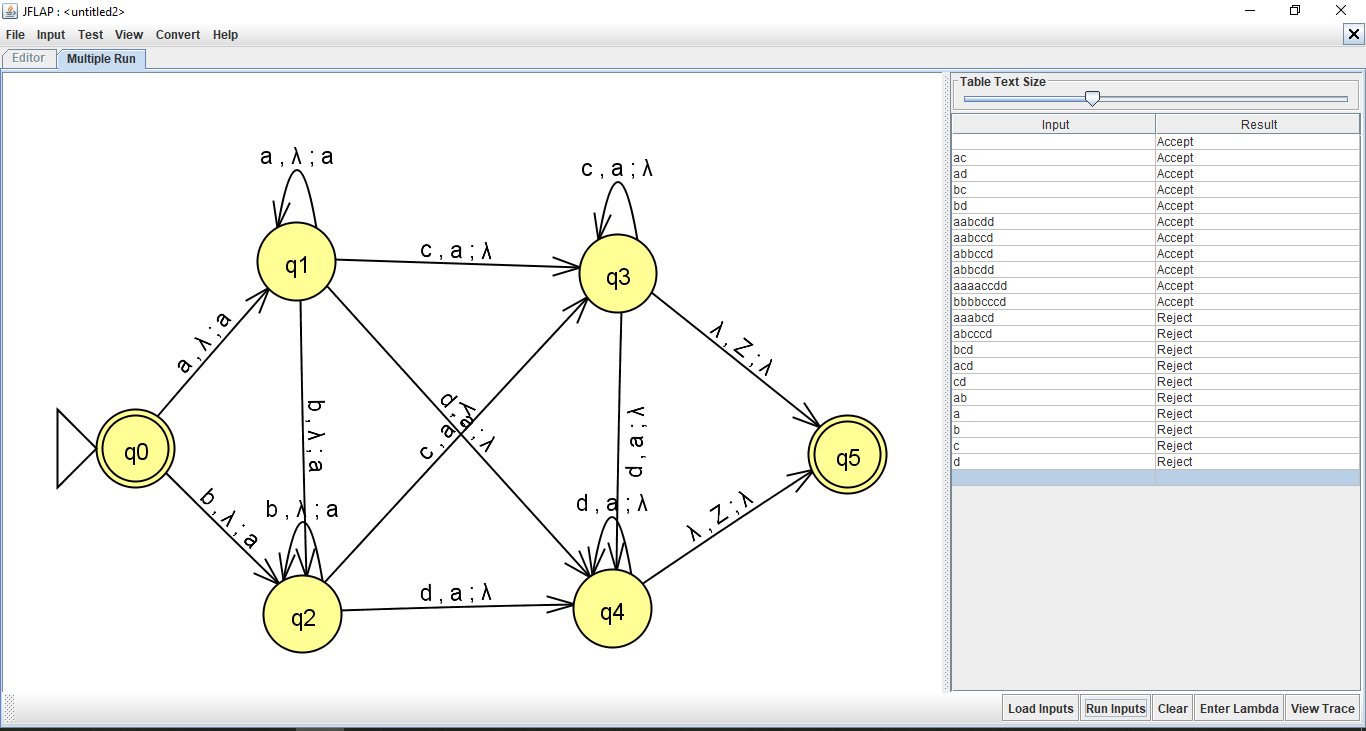 JFLAP : <untitled2>
File Input Test View Convert Help
Editor Multiple Run
Table Text Size
Input Result
Accept
ac Accept
ad Accept
bc Accept
bd Accept
aabcdd Accept
aabccd Accept
abbccd Accept
abbcdd Accept
aaaaccdd Accept
bbbbcccd Accept
aaabcd Reject
abcccd Reject
bcd Reject
acd Reject
cd Reject
ab Reject
a Reject
b Reject
c Reject
d Reject
a , λ ; a
c , a ; λ
c , a ; λ
q1
q3
a , λ ; a
λ , Z ; λ
b , λ ; a
d , a ; λ
c , a ; λ
d , a ; λ
q0
q5
b , λ ; a
b , λ ; a
d , a ; λ
λ , Z ; λ
d , a ; λ
q2
q4
Load Inputs Run Inputs Clear Enter Lambda View Trace